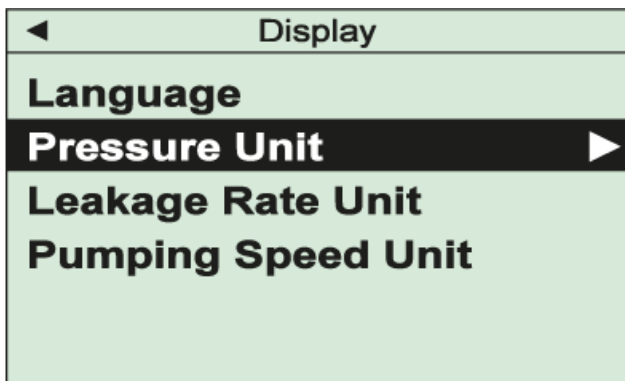 Display
Language
Pressure Unit
Leakage Rate Unit
Pumping Speed Unit